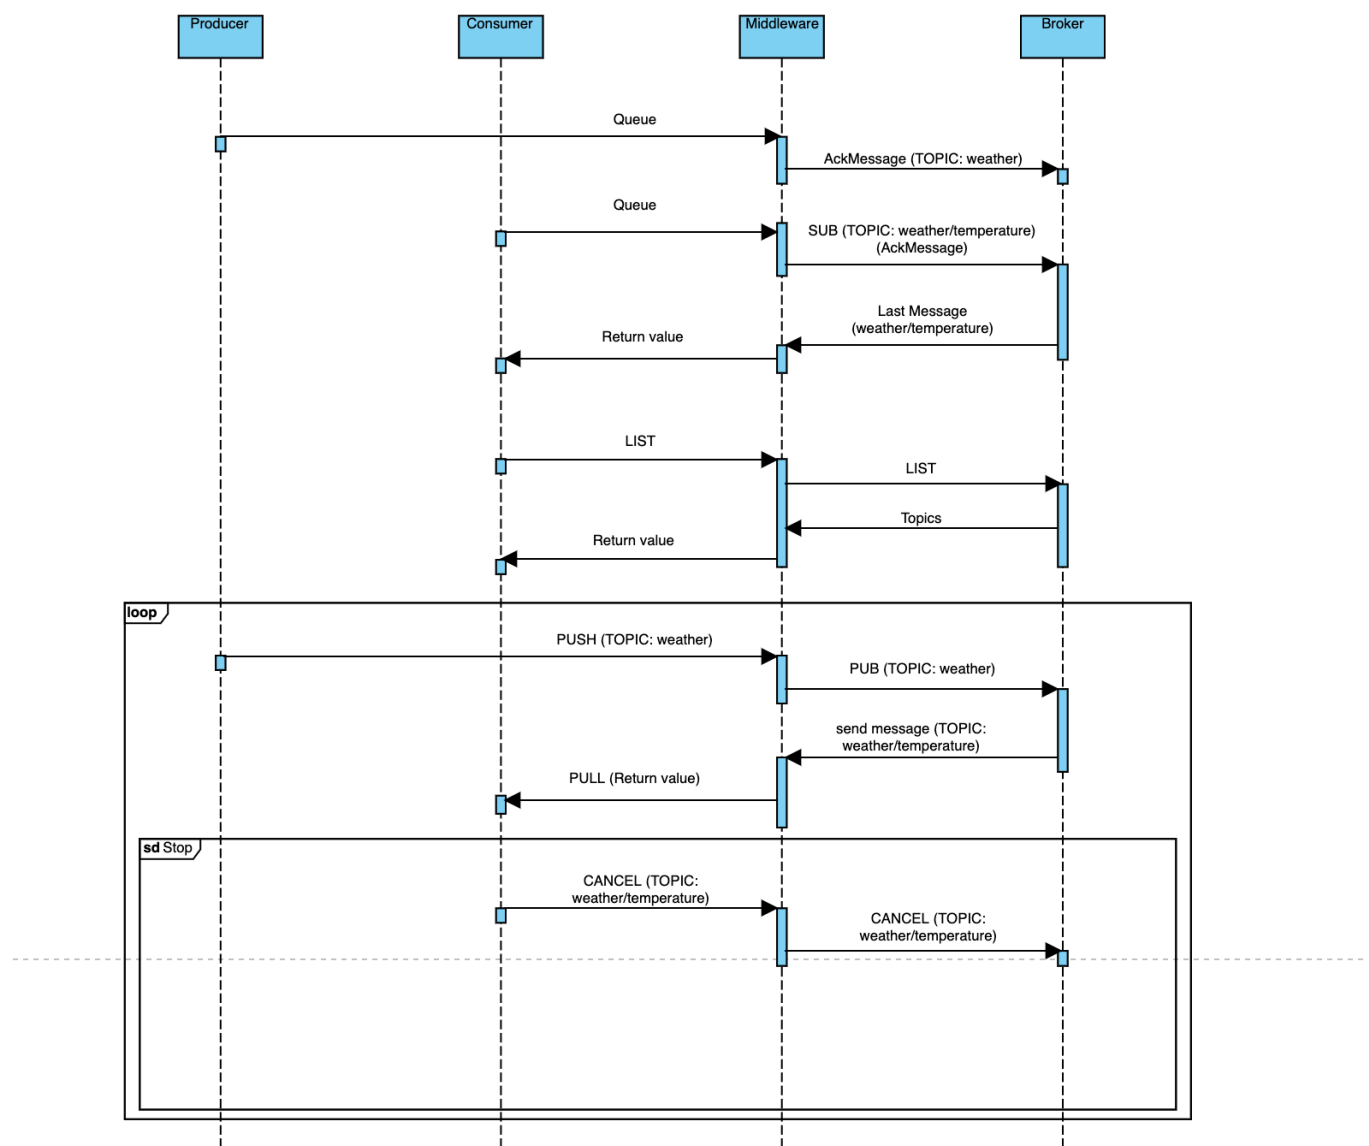 Producer
Consumer
Middleware
Broker
Queue
AckMessage (TOPIC: weather)
Queue
SUB (TOPIC: weather/temperature)
(AckMessage)
Last Message
(weather/temperature)
Return value
LIST
LIST
Topics
Return value
loop
PUSH (TOPIC: weather)
PUB (TOPIC: weather)
send message (TOPIC:
weather/temperature)
PULL (Return value)
sd Stop
CANCEL (TOPIC:
weather/temperature)
CANCEL (TOPIC:
weather/temperature)